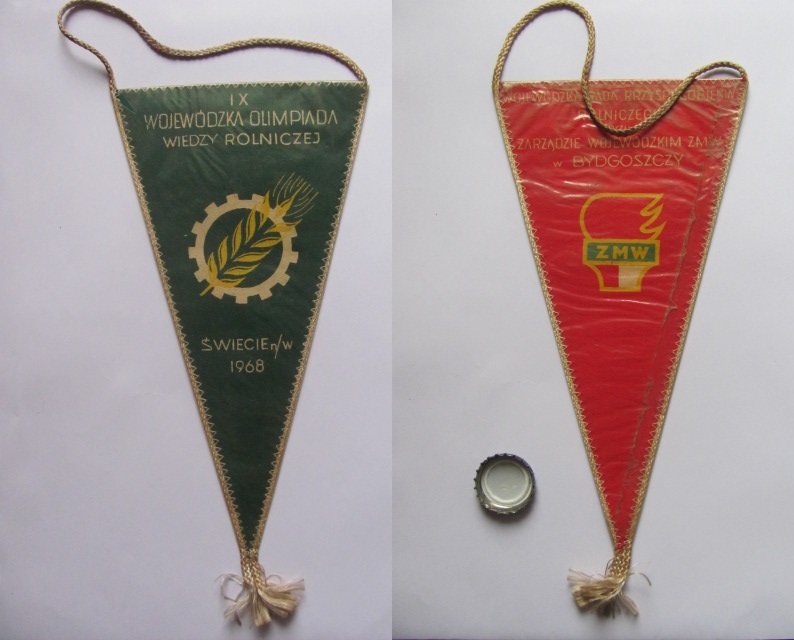 IX
WOJEWÓDZKA OLIMPIADA
WIEDZY ROLNICZEJ
ŚWIECIE n/w
1968
ZARZĄDZIE WOJEWÓDZKIM ZMW
w BYDGOSZCZY
ZMW